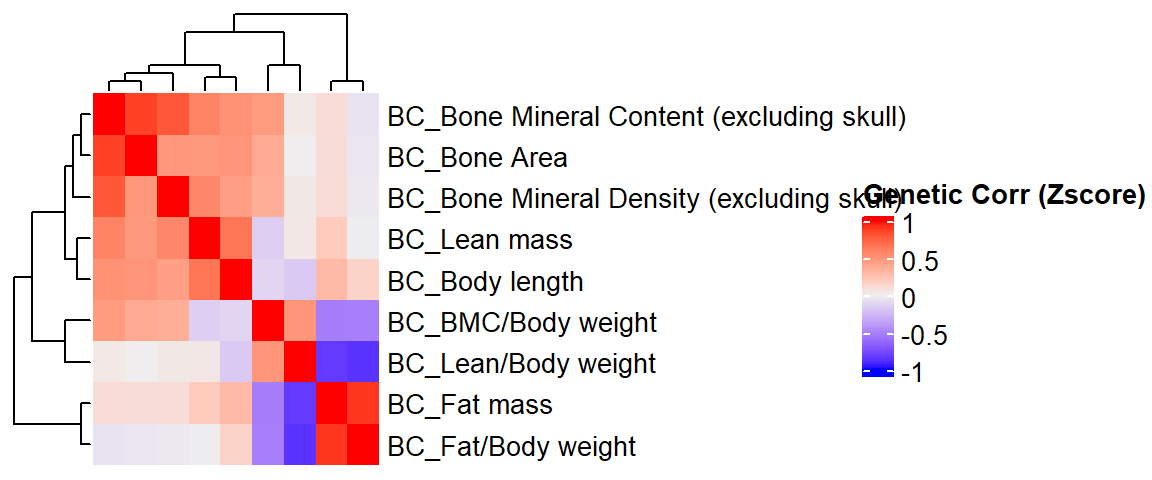 BC_Bone Mineral Content (excluding skull)
BC_Bone Area
BC_Bone Mineral Density (excluding skull)
BC_Lean mass
BC_Body length
BC_BMC/Body weight
BC_Lean/Body weight
BC_Fat mass
BC_Fat/Body weight
Genetic Corr (Zscore)
1
0.5
0
-0.5
-1